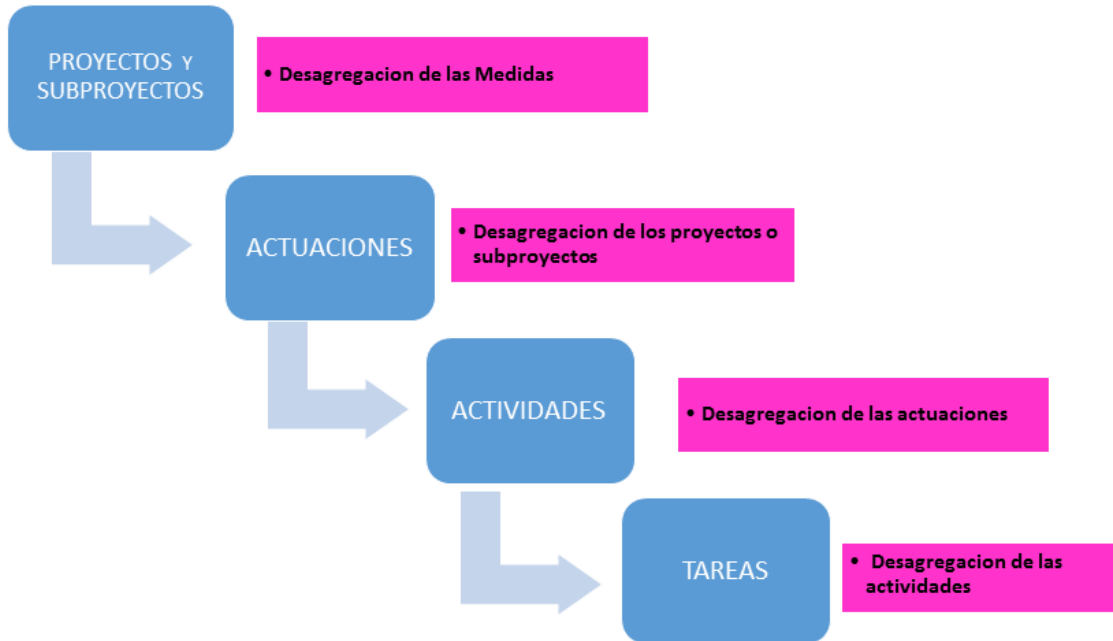 PROYECTOS Y
SUBPROYECTOS
• Desagregacion de las Medidas
ACTUACIONES
• Desagregacion de los proyectos o
subproyectos
ACTIVIDADES
• Desagregacion de las actuaciones
TAREAS
• Desagregacion de las
actividades